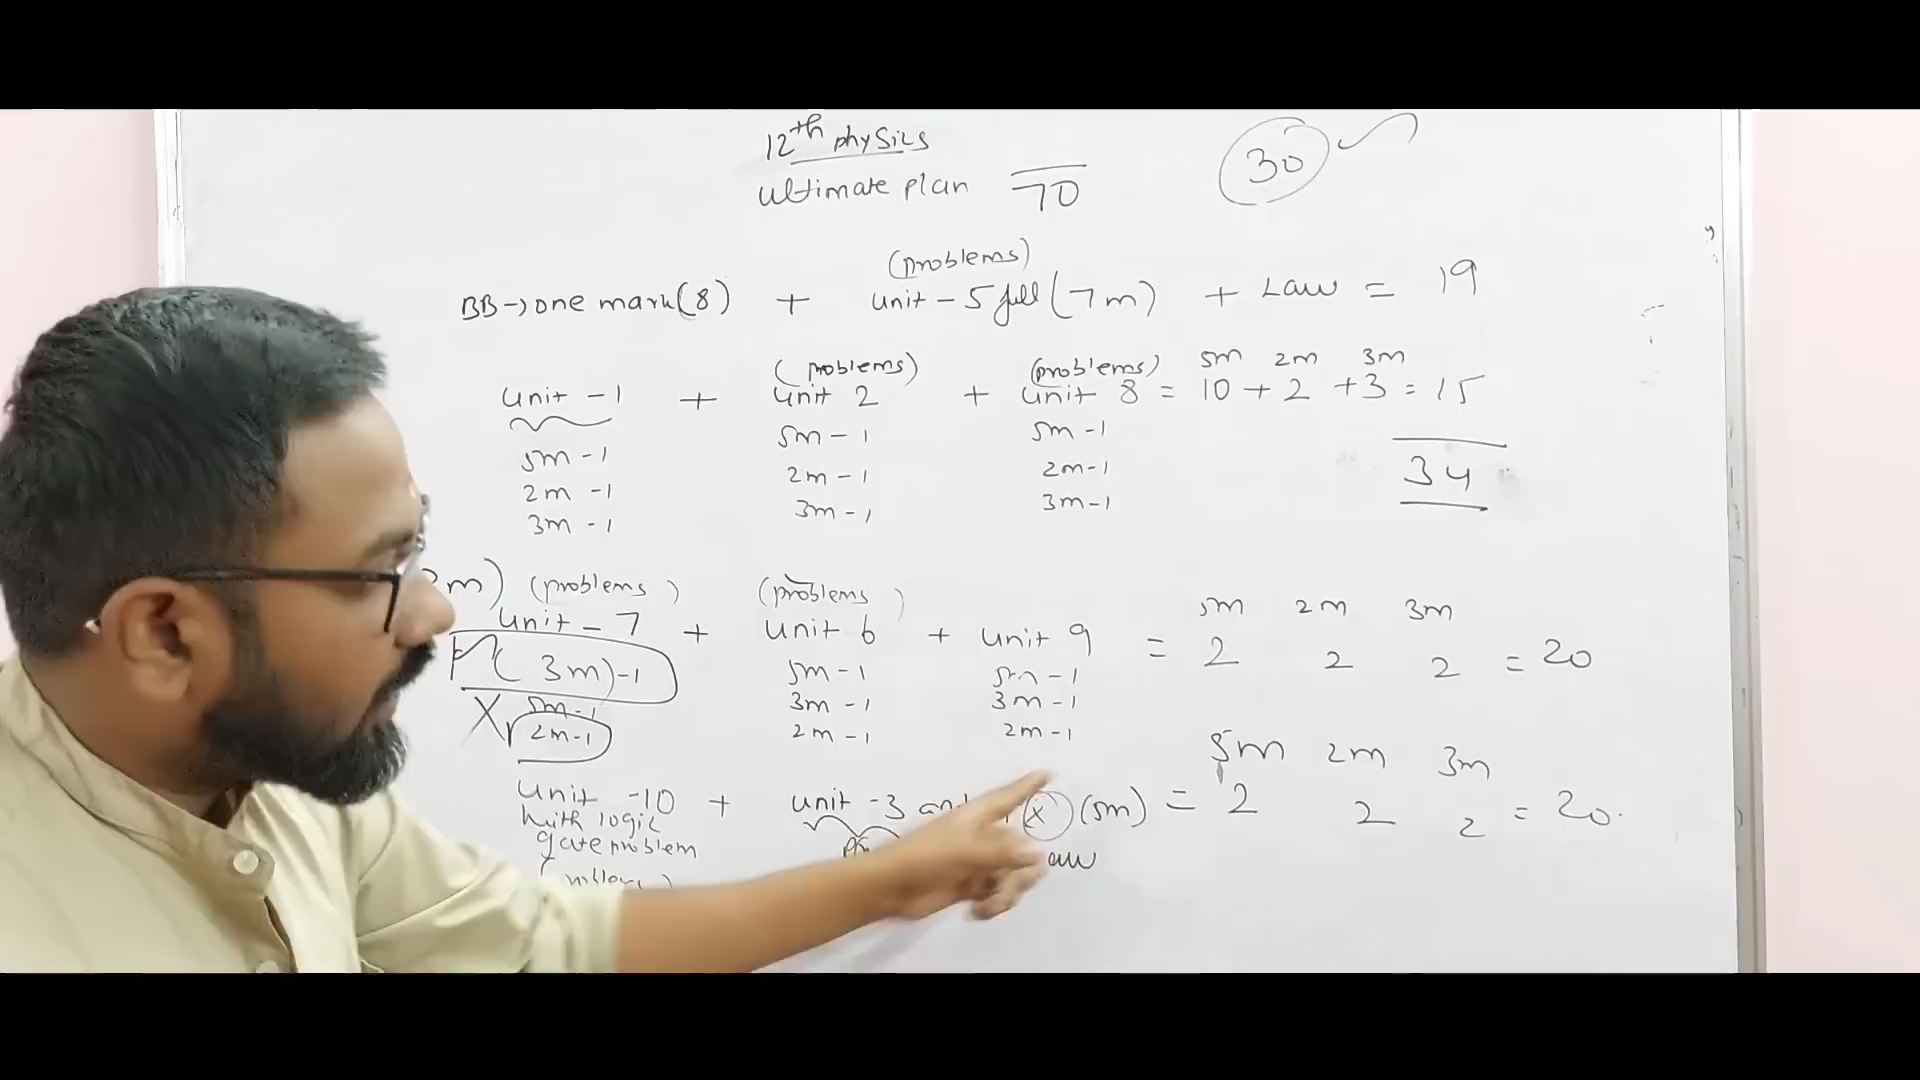 12th physics
ultimate plan 70
30
(problems)
BB→one mark(8) + unit - 5 full (7m) + Law = 19
(problems) (problems) 5m 2m 3m
unit -1 + unit 2 + unit 8 = 10 + 2 + 3 = 15
5m - 1 5m - 1 5m - 1
2m - 1 2m - 1 2m - 1
3m - 1 3m - 1 3m - 1
34
m) (problems) (problems) 5m 2m 3m
unit - 7 + unit 6 + unit 9 = 2 2 2 = 20
(3m) - 1 5m - 1 5m - 1
X 5m - 1 3m - 1 3m - 1
2m - 1 2m - 1 2m - 1
5m 2m 3m
unit - 10 + unit - 3 x (5m) = 2 2 2 = 20.
with logic
gate problem
aw